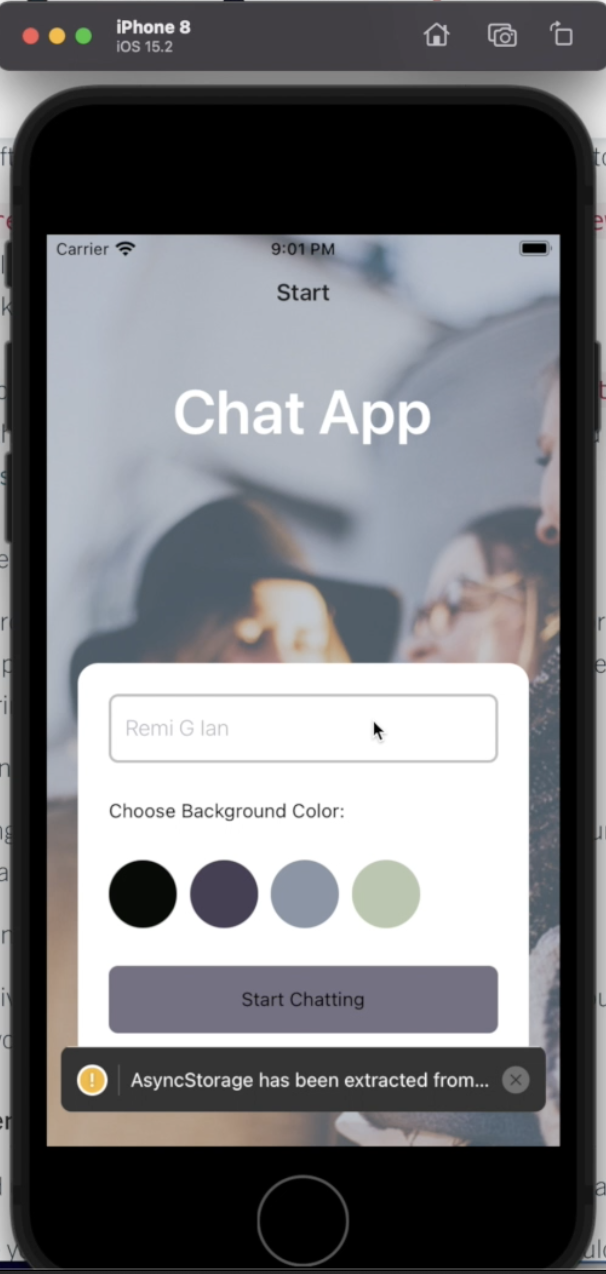 iPhone 8
iOS 15.2
Carrier 9:01 PM
Start
Chat App
Remi G Ian
Choose Background Color:
Start Chatting
AsyncStorage has been extracted from...